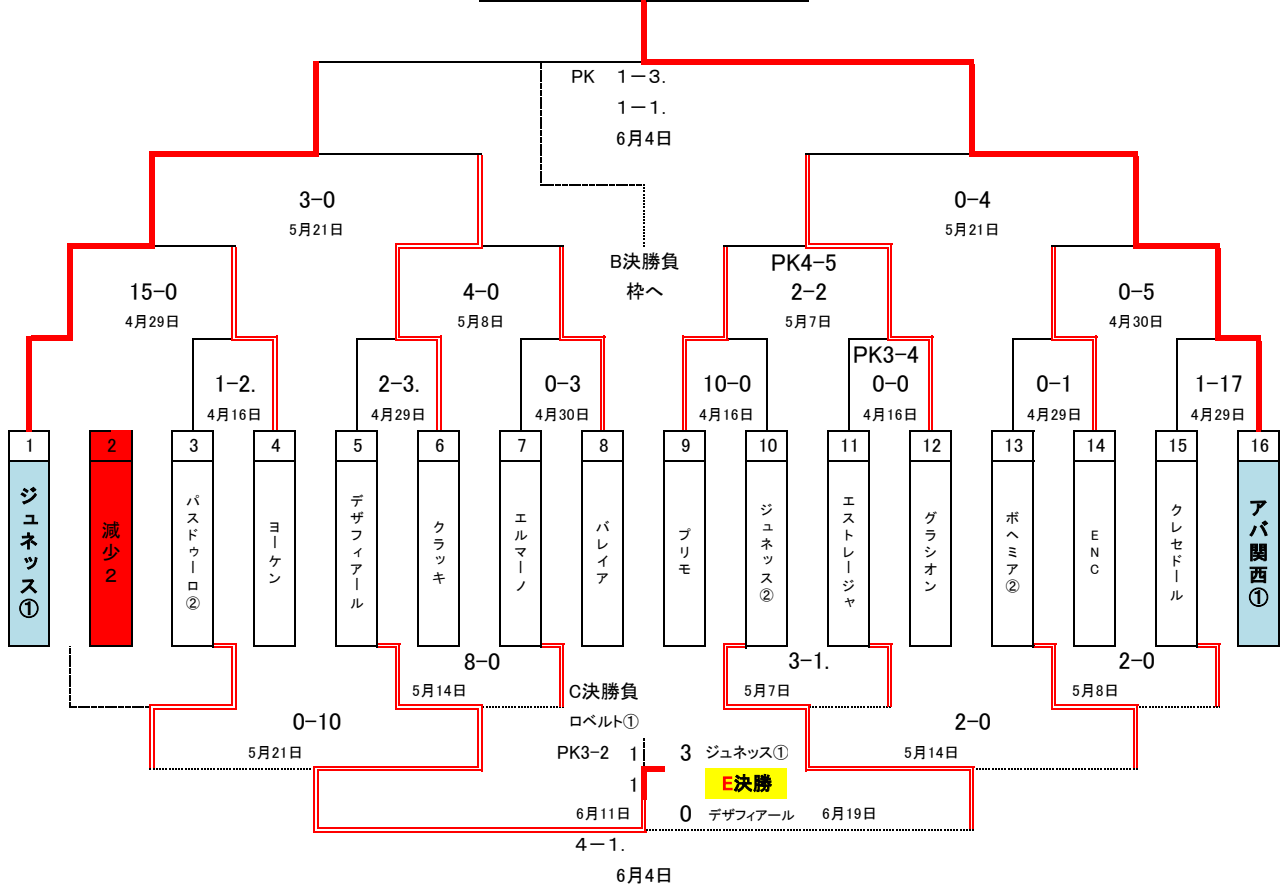 PK 1－3.
1－1.
6月4日
3-0
5月21日
0-4
5月21日
B決勝負
枠へ
15-0
4月29日
4-0
5月8日
PK4-5
2-2
5月7日
0-5
4月30日
1-2.
4月16日
2-3.
4月29日
0-3
4月30日
10-0
4月16日
PK3-4
0-0
4月16日
0-1
4月29日
1-17
4月29日
1 2 3 4 5 6 7 8 9 10 11 12 13 14 15 16
ジュネッス①
減少2
パスドゥーロ②
ヨーケン
デザフィアール
クラッキ
エルマーノ
バレイア
プリモ
ジュネッス②
エストレージャ
グラシオン
ボヘミア②
ENC
クレセドール
アバ関西①
8-0
5月14日
3-1.
5月7日
2-0
5月8日
C決勝負
ロベルト①
0-10
5月21日
2-0
5月14日
PK3-2 1 3 ジュネッス①
1 E決勝
6月11日 0 デザフィアール 6月19日
4－1.
6月4日